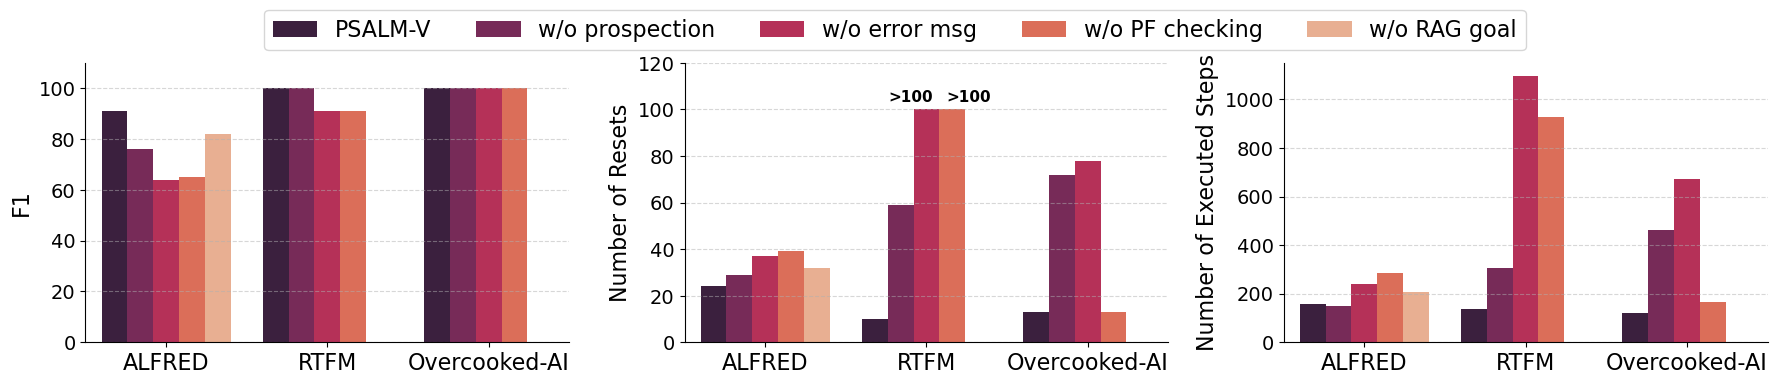 PSALM-V w/o prospection w/o error msg w/o PF checking w/o RAG goal
F1
100
80
60
40
20
0
ALFRED RTFM Overcooked-AI
Number of Resets
120
100
80
60
40
20
0
>100 >100
ALFRED RTFM Overcooked-AI
Number of Executed Steps
1000
800
600
400
200
0
ALFRED RTFM Overcooked-AI